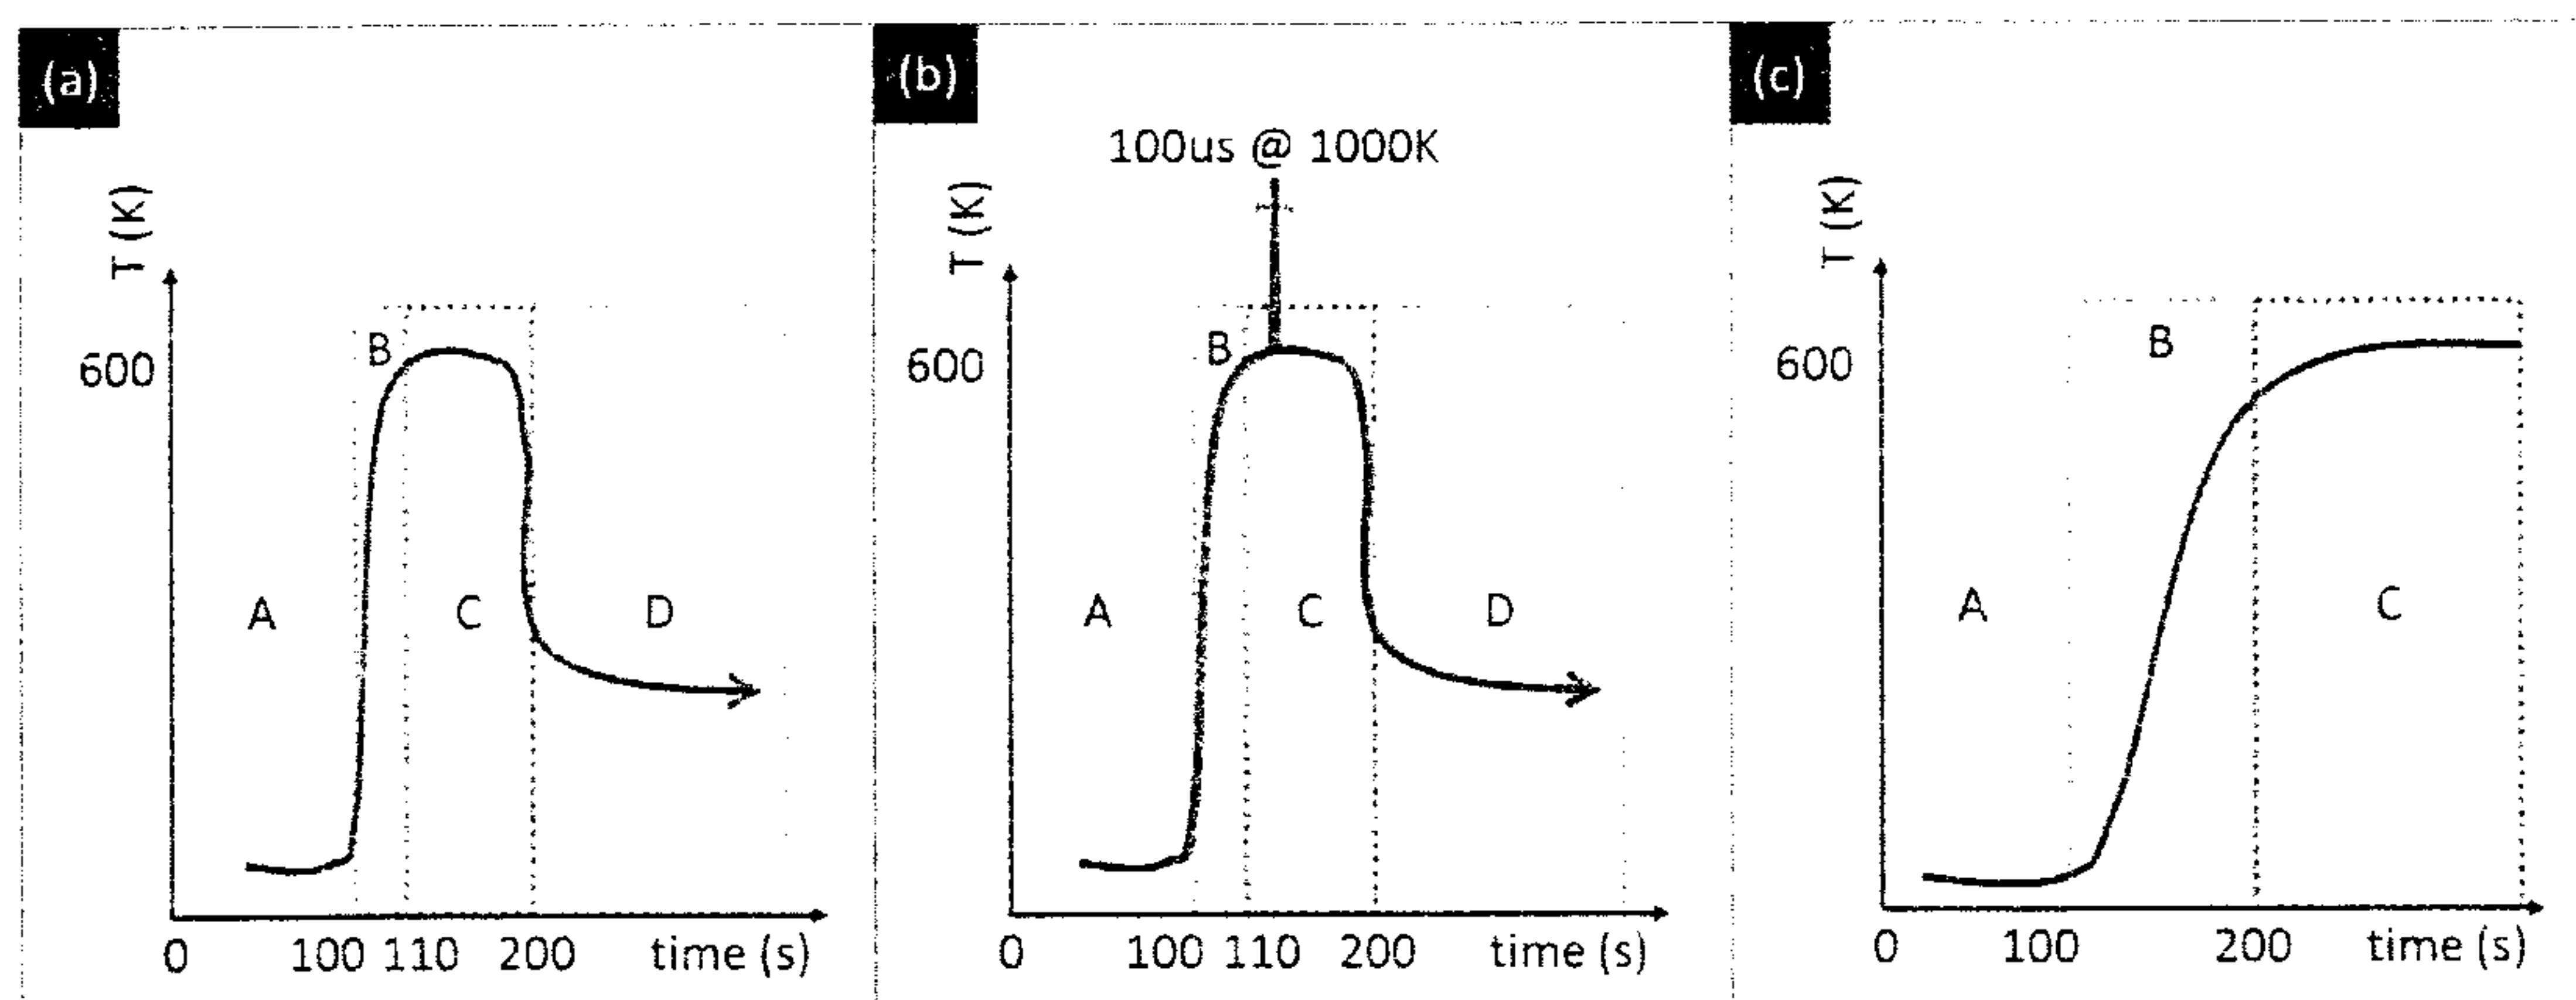 (a)
T (K)
600
A
B
C
D
0 100 110 200 time (s)
(b)
100us @ 1000K
T (K)
600
A
B
C
D
0 100 110 200 time (s)
(c)
T (K)
600
A
B
C
0 100 200 time (s)